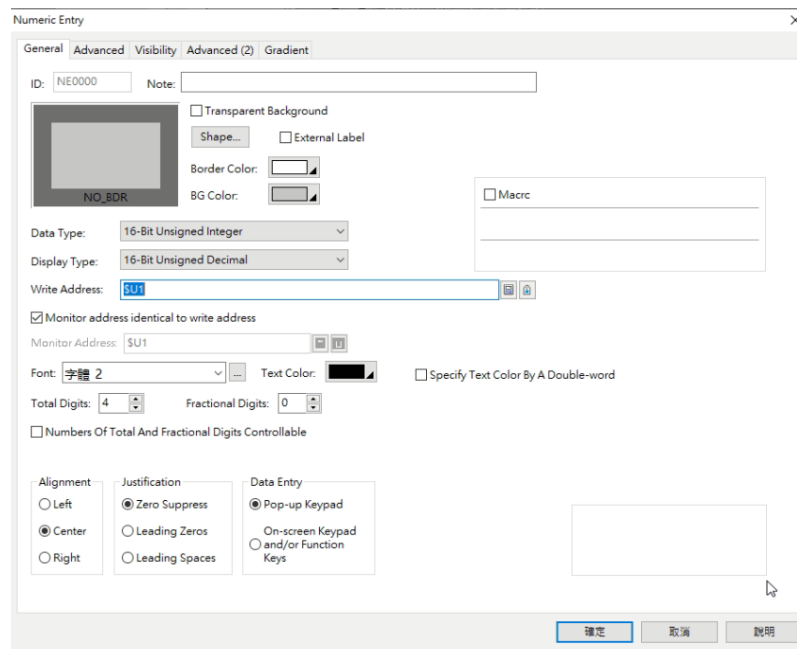 Numeric Entry
General Advanced Visibility Advanced (2) Gradient
ID: NE0000 Note:
Transparent Background
Shape... External Label
Border Color:
NO_BDR BG Color:
Macrc
Data Type: 16-Bit Unsigned Integer
Display Type: 16-Bit Unsigned Decimal
Write Address: $U1
Monitor address identical to write address
Monitor Address: $U1
Font: 字體 2 ... Text Color: Specify Text Color By A Double-word
Total Digits: 4 Fractional Digits: 0
Numbers Of Total And Fractional Digits Controllable
Alignment Justification Data Entry
Left Zero Suppress Pop-up Keypad
Center Leading Zeros On-screen Keypad
and/or Function
Right Leading Spaces Keys
確定 取消 說明